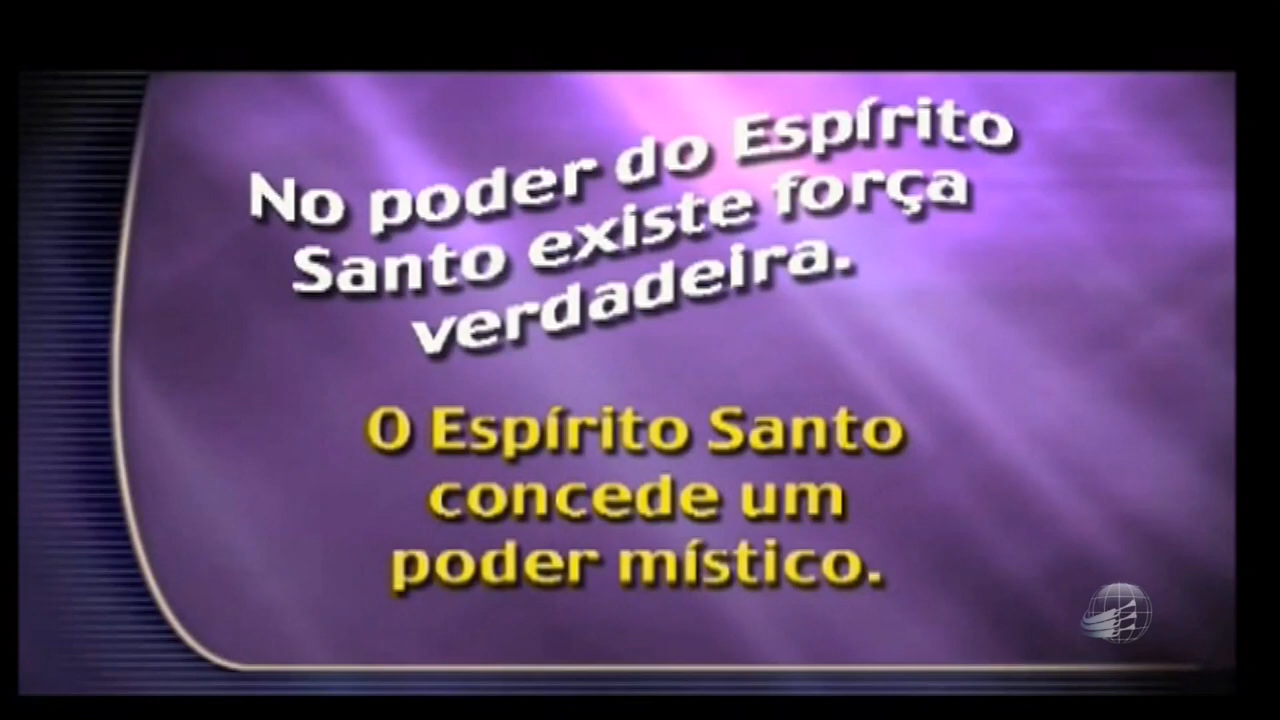 No poder do Espírito
Santo existe força
verdadeira.
O Espírito Santo
concede um
poder místico.